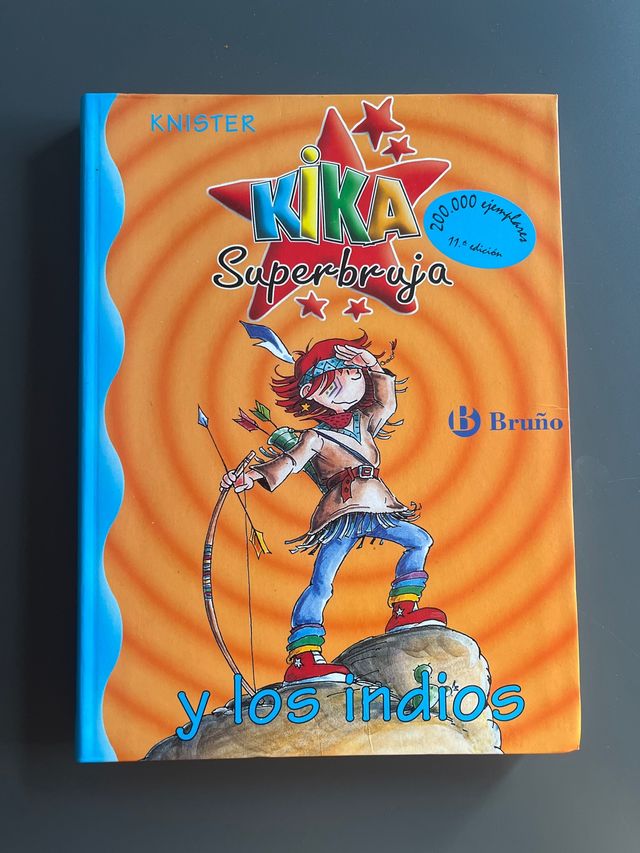 KNISTER
KiKA
Superbruja
200.000 ejemplares
11.ª edición
B Bruño
y los indios